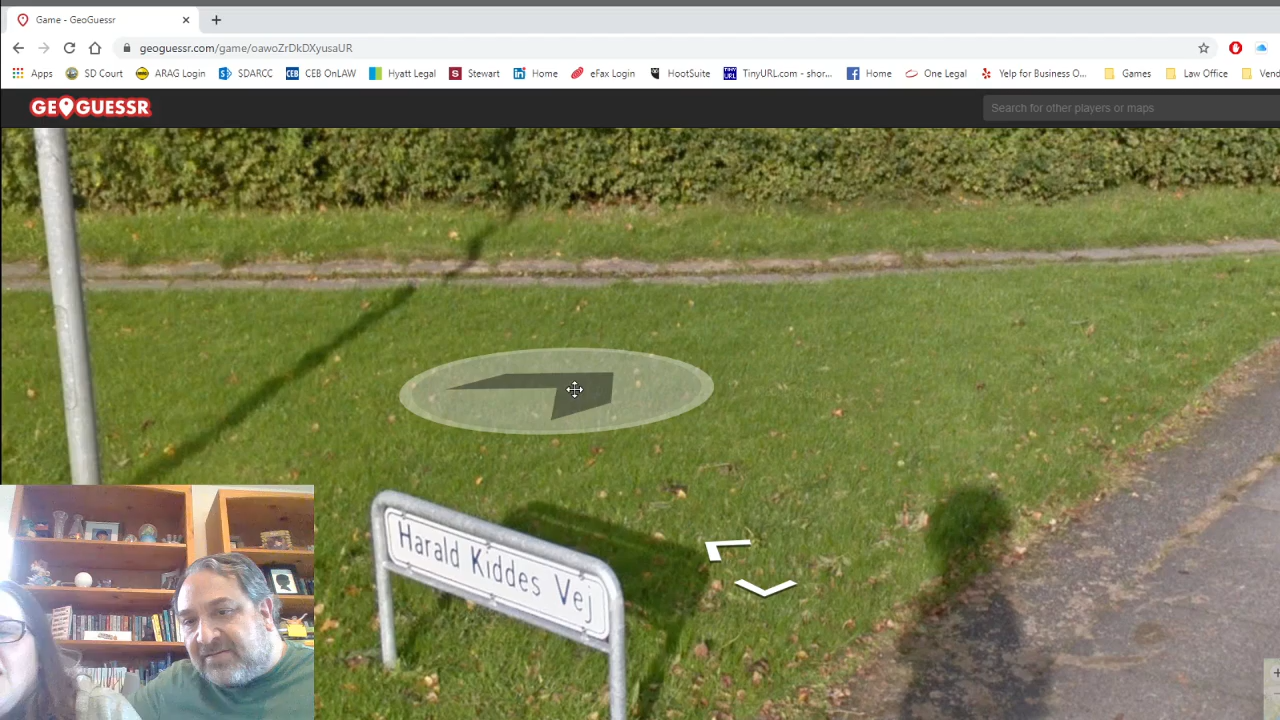 Game - GeoGuessr
geoguessr.com/game/oawoZrDkDXyusaUR
Apps SD Court ARAG Login SDARCC CEB OnLAW Hyatt Legal Stewart Home eFax Login HootSuite TinyURL.com - shor... Home One Legal Yelp for Business O... Games Law Office Vend
GEOGUESSR
Search for other players or maps
Harald Kiddes Vej